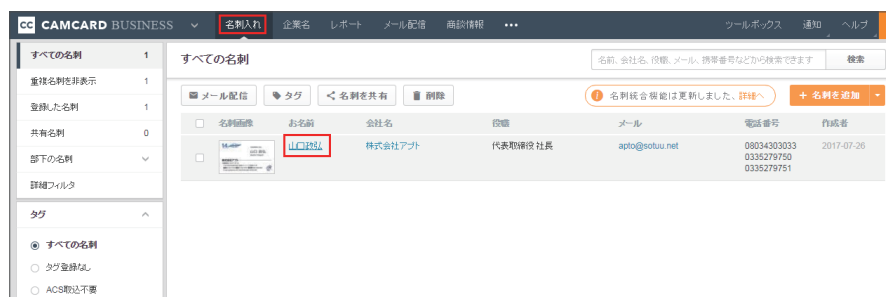 CC CAMCARD BUSINESS 名刺入れ 企業名 レポート メール配信 商談情報 ••• ツールボックス 通知 ヘルプ
すべての名刺 1
重複名刺を非表示 1
登録した名刺 1
共有名刺 0
部下の名刺
詳細フィルタ
タグ
すべての名刺
タグ登録なし
ACS取込不要
すべての名刺
名前、会社名、役職、メール、携帯番号などから検索できます 検索
メール配信 タグ 名刺を共有 削除 名刺統合機能は更新しました、詳細へ + 名刺を追加
名刺画像 お名前 会社名 役職 メール 電話番号 作成者
山口政弘 株式会社アプト 代表取締役 社長 apto@sotuu.net 08034303033 2017-07-26
0335279750
0335279751